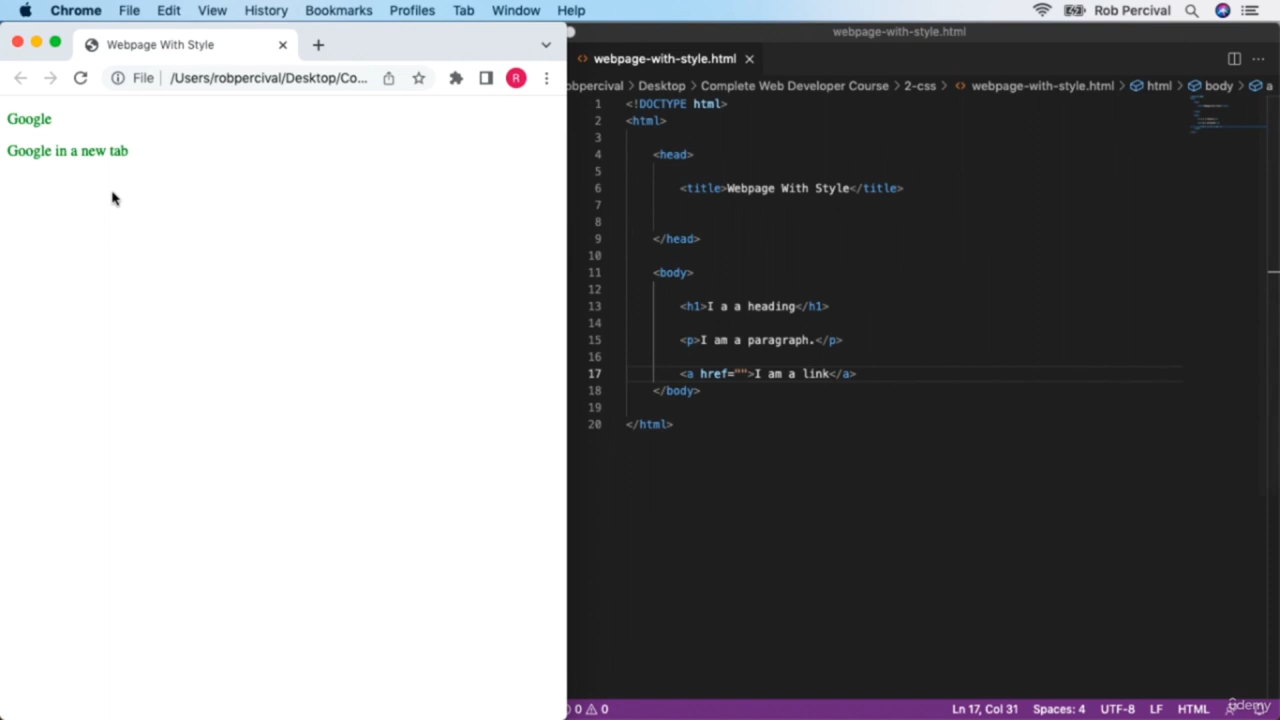 Chrome File Edit View History Bookmarks Profiles Tab Window Help Rob Percival
Webpage With Style
File /Users/robpercival/Desktop/Co... R
Google
Google in a new tab
webpage-with-style.html
webpage-with-style.html
obpercival > Desktop > Complete Web Developer Course > 2-css > webpage-with-style.html > html > body > a
1 <!DOCTYPE html>
2 <html>
3
4 <head>
5
6 <title>Webpage With Style</title>
7
8
9 </head>
10
11 <body>
12
13 <h1>I a a heading</h1>
14
15 <p>I am a paragraph.</p>
16
17 <a href="">I am a link</a>
18 </body>
19
20 </html>
0 0 Ln 17, Col 31 Spaces: 4 UTF-8 LF HTML
udemy